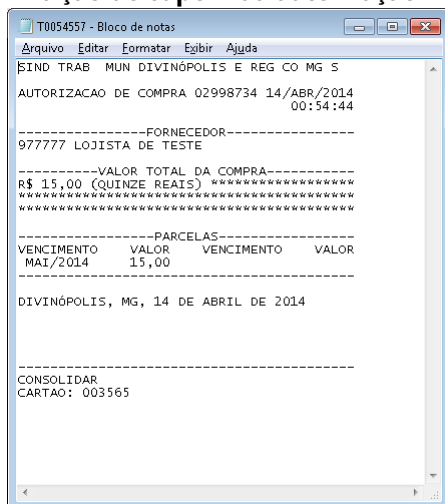 T0054557 - Bloco de notas
Arquivo Editar Formatar Exibir Ajuda
SIND TRAB MUN DIVINÓPOLIS E REG CO MG S
AUTORIZACAO DE COMPRA 02998734 14/ABR/2014
00:54:44
----------------FORNECEDOR----------------
977777 LOJISTA DE TESTE
----------VALOR TOTAL DA COMPRA-----------
R$ 15,00 (QUINZE REAIS) ******************
******************************************
******************************************
-----------------PARCELAS-----------------
VENCIMENTO VALOR VENCIMENTO VALOR
MAI/2014 15,00
------------------------------------------
DIVINÓPOLIS, MG, 14 DE ABRIL DE 2014
------------------------------------------
CONSOLIDAR
CARTAO: 003565